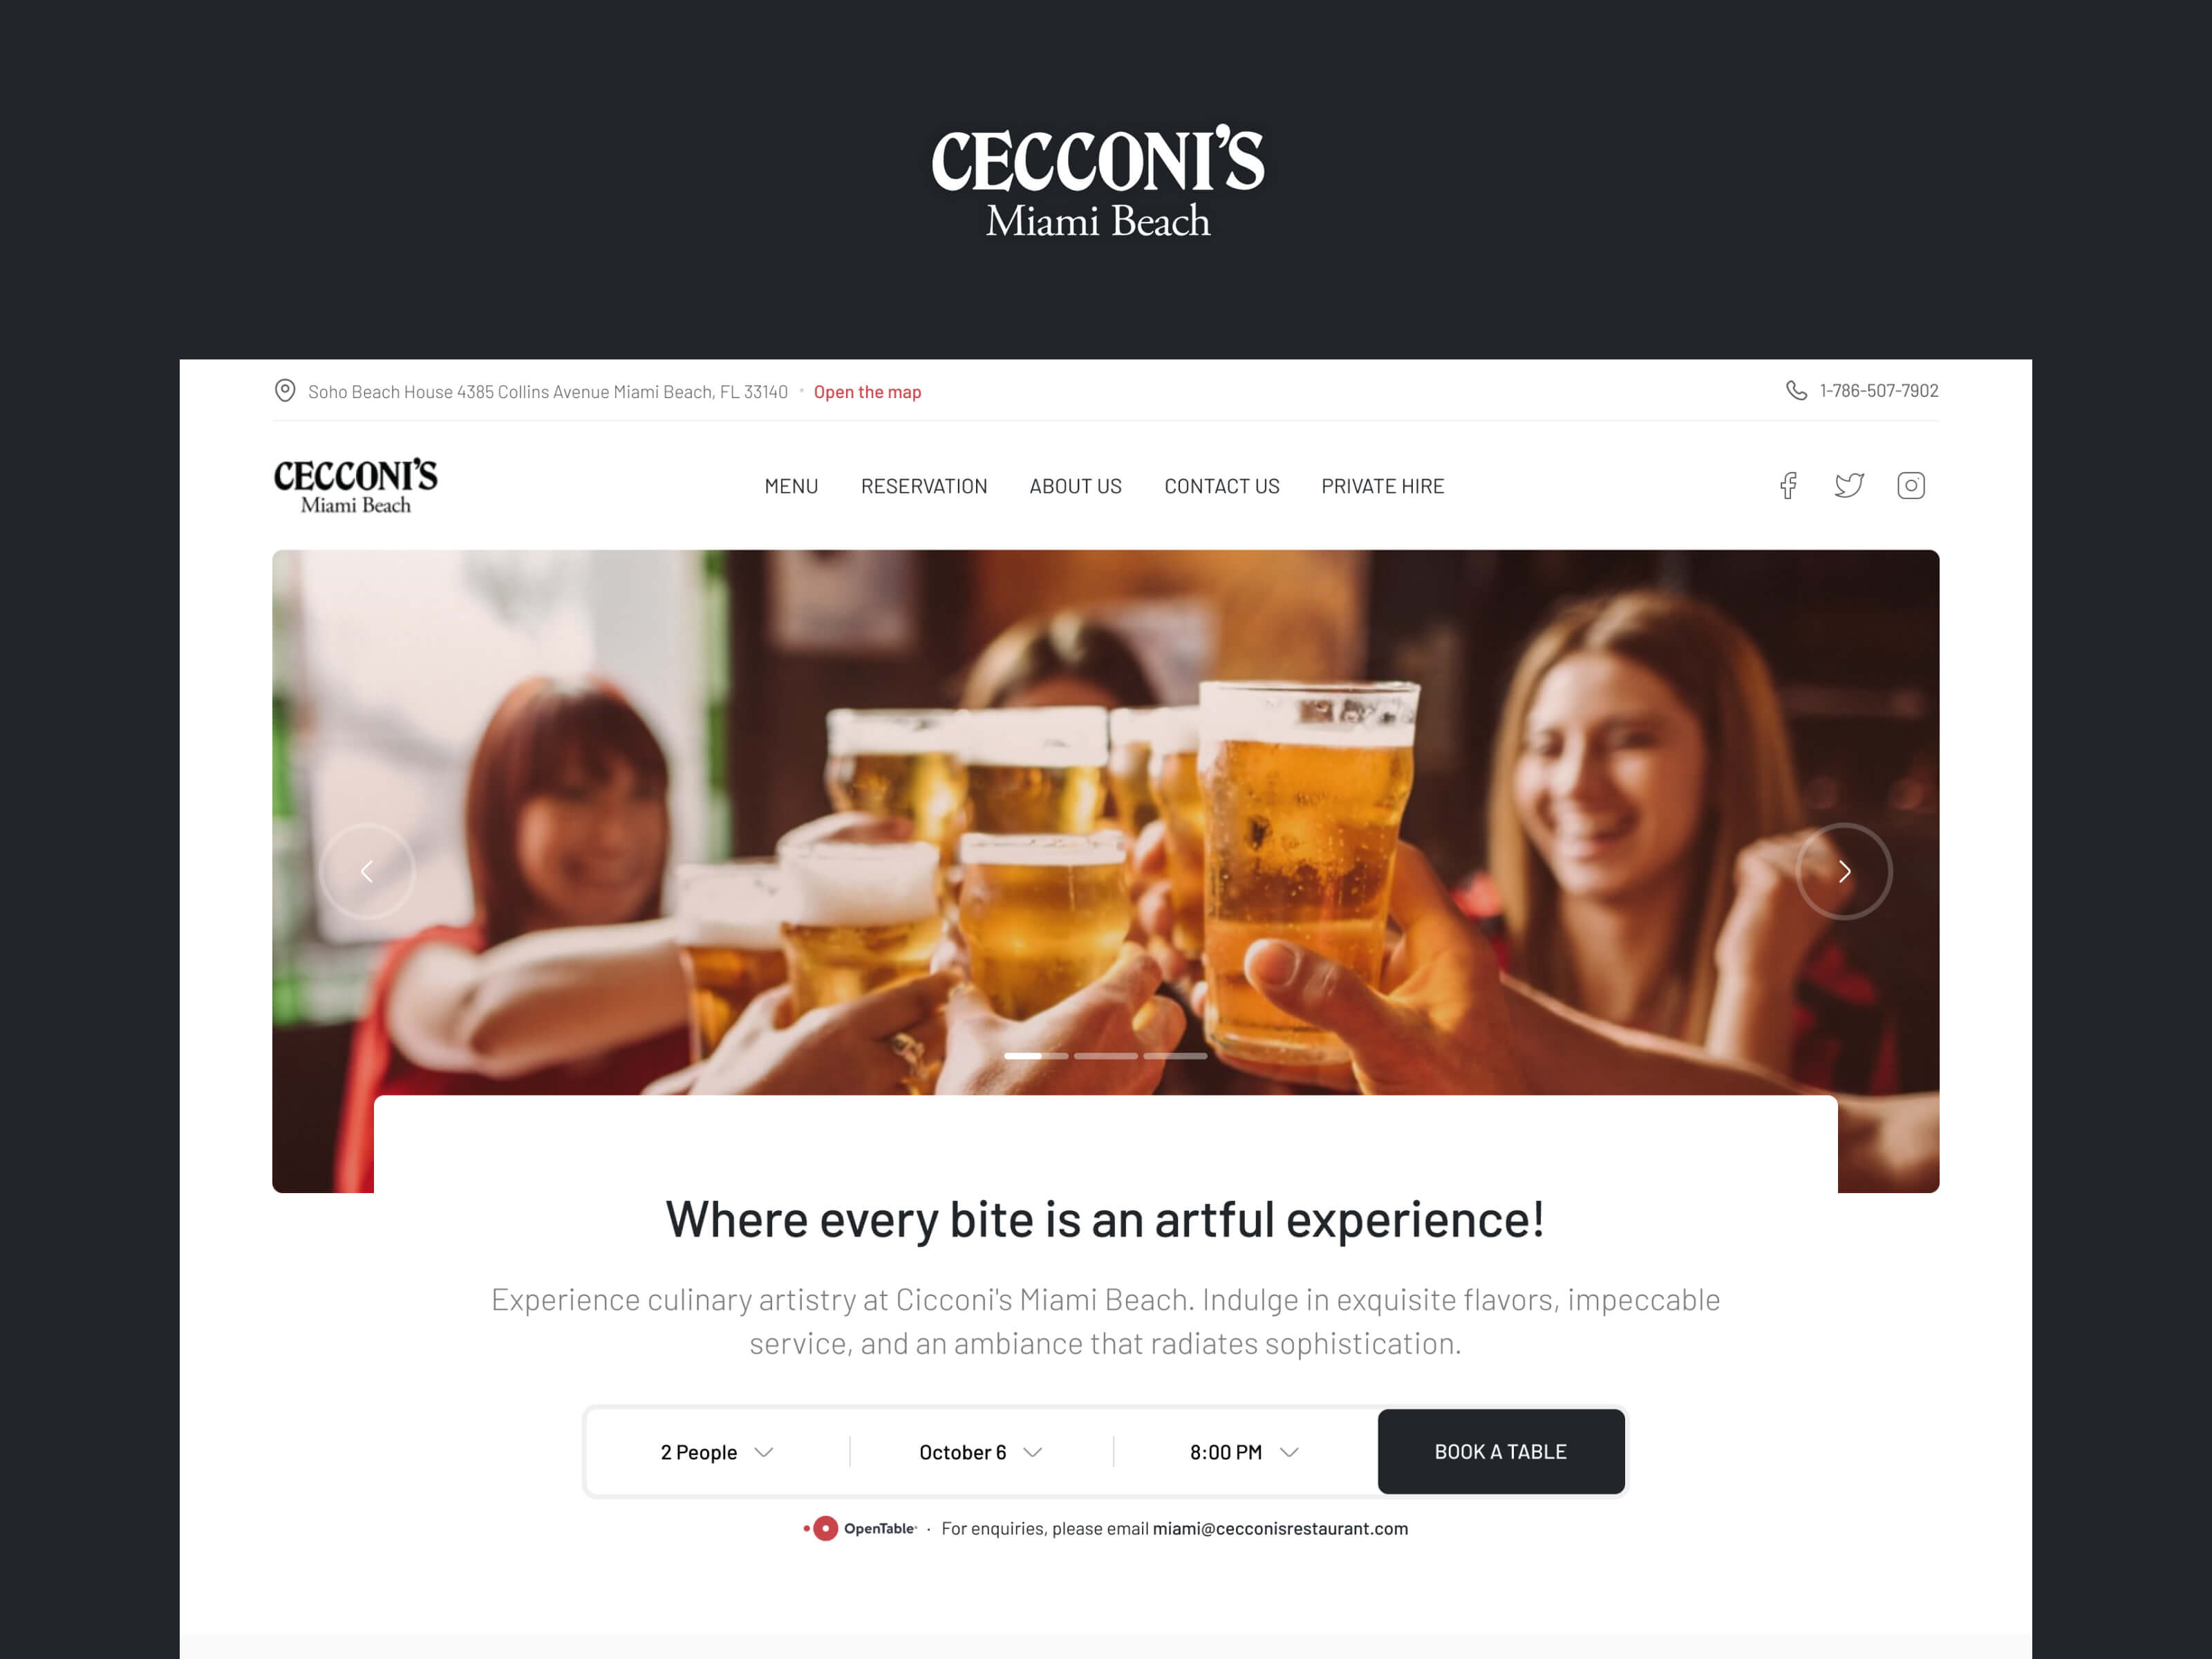 CECCONI'S
Miami Beach
Soho Beach House 4385 Collins Avenue Miami Beach, FL 33140 • Open the map
1-786-507-7902
CECCONI'S
Miami Beach
MENU RESERVATION ABOUT US CONTACT US PRIVATE HIRE
Where every bite is an artful experience!
Experience culinary artistry at Cicconi's Miami Beach. Indulge in exquisite flavors, impeccable
service, and an ambiance that radiates sophistication.
2 People October 6 8:00 PM BOOK A TABLE
OpenTable · For enquiries, please email miami@cecconisrestaurant.com